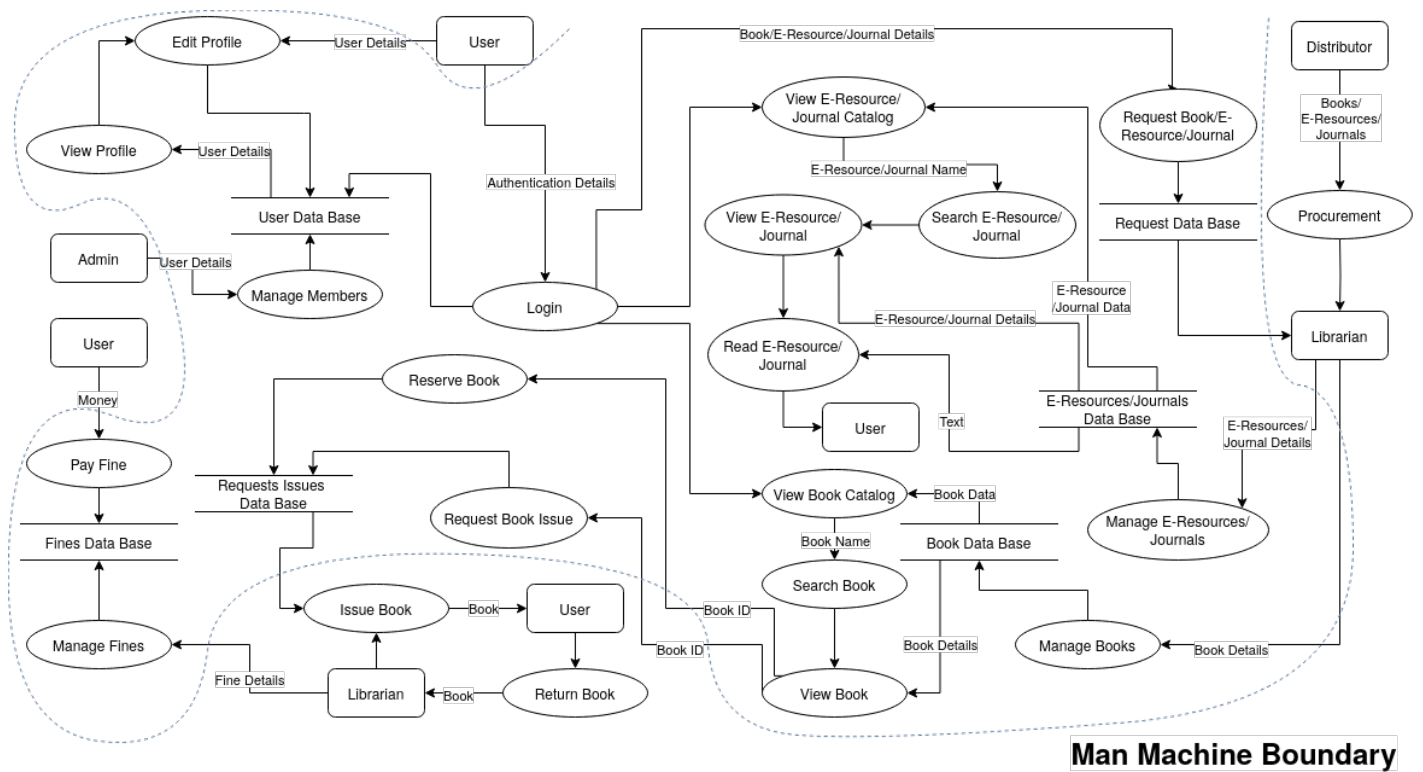 Edit Profile
User Details
User
Book/E-Resource/Journal Details
Distributor
View E-Resource/
Journal Catalog
Request Book/E-
Resource/Journal
Books/
E-Resources/
Journals
View Profile
User Details
E-Resource/Journal Name
Authentication Details
User Data Base
View E-Resource/
Journal
Search E-Resource/
Journal
Request Data Base
Procurement
Admin
User Details
Manage Members
Login
E-Resource
/Journal Data
E-Resource/Journal Details
User
Read E-Resource/
Journal
Librarian
Reserve Book
Money
E-Resources/Journals
Data Base
User
Text
E-Resources/
Journal Details
Pay Fine
Requests Issues
Data Base
View Book Catalog
Book Data
Request Book Issue
Manage E-Resources/
Journals
Fines Data Base
Book Name
Book Data Base
Search Book
Issue Book
Book
User
Book ID
Manage Fines
Book ID
Book Details
Manage Books
Book Details
Fine Details
Librarian
Book
Return Book
View Book
Man Machine Boundary